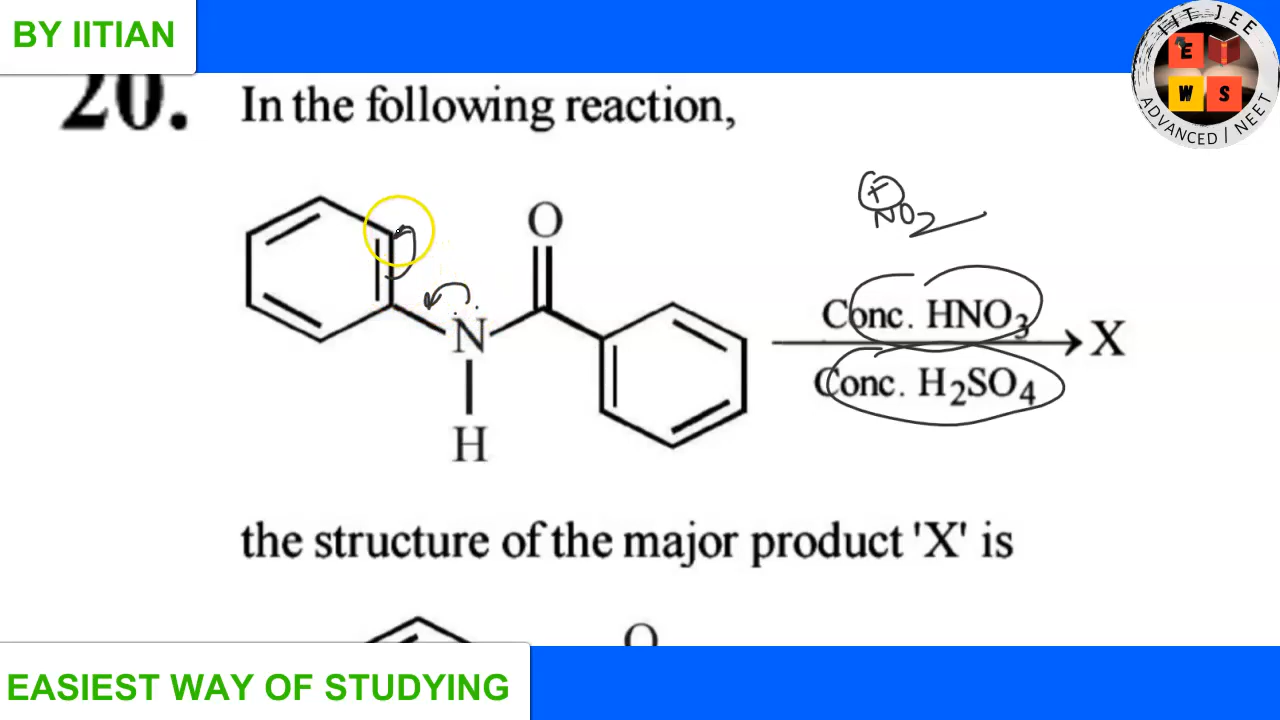 BY IITIAN
IIT JEE
ADVANCED / NEET
E
W S
20. In the following reaction,
⊕
NO2
O
Conc. HNO3
N
X
Conc. H2SO4
H
the structure of the major product 'X' is
O
EASIEST WAY OF STUDYING